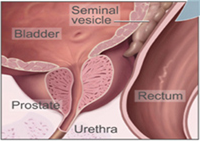 Seminal
vesicle
Bladder
Prostate
Rectum
Urethra